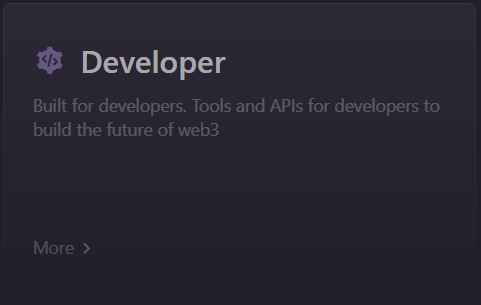 Developer
Built for developers. Tools and APIs for developers to
build the future of web3
More